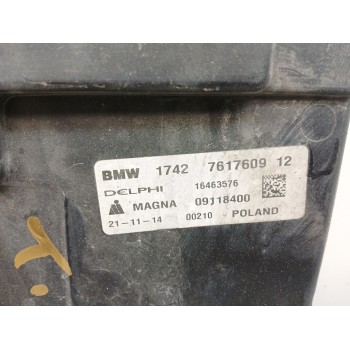 BMW 1742 7617609 12
DELPHI 16463576
MAGNA 09118400
21-11-14 00210 - POLAND